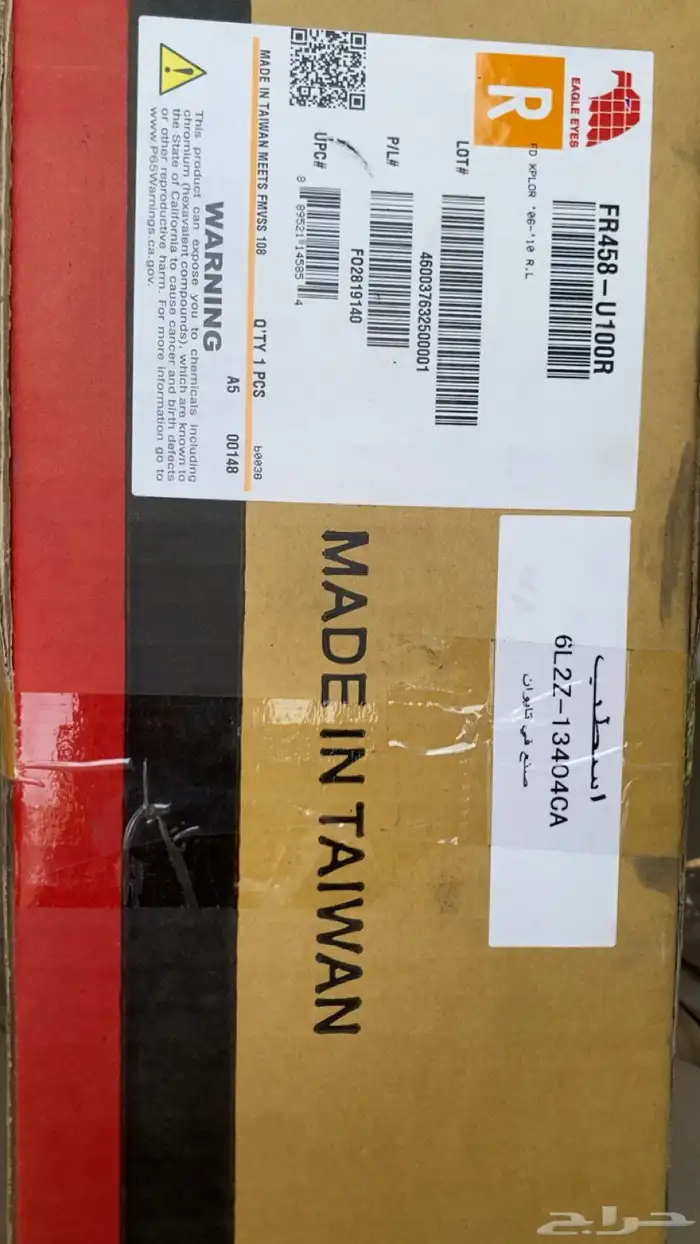 EAGLE EYES
R
FR458-U100R
FD XPLOR '06-'10 R.L
LOT#
460037632500001
P/L#
FO2819140
UPC#
8 89521 14585 4
MADE IN TAIWAN MEETS FMVSS 108
Q'TY 1 PCS
b003B
A5 00148
WARNING
This product can expose you to chemicals including
chromium (hexavalent compounds), which are known to
the State of California to cause cancer and birth defects
or other reproductive harm. For more information go to
www.P65Warnings.ca.gov.
اسطب
6L2Z-13404CA
صنع في تايوان
MADE IN TAIWAN
حراج